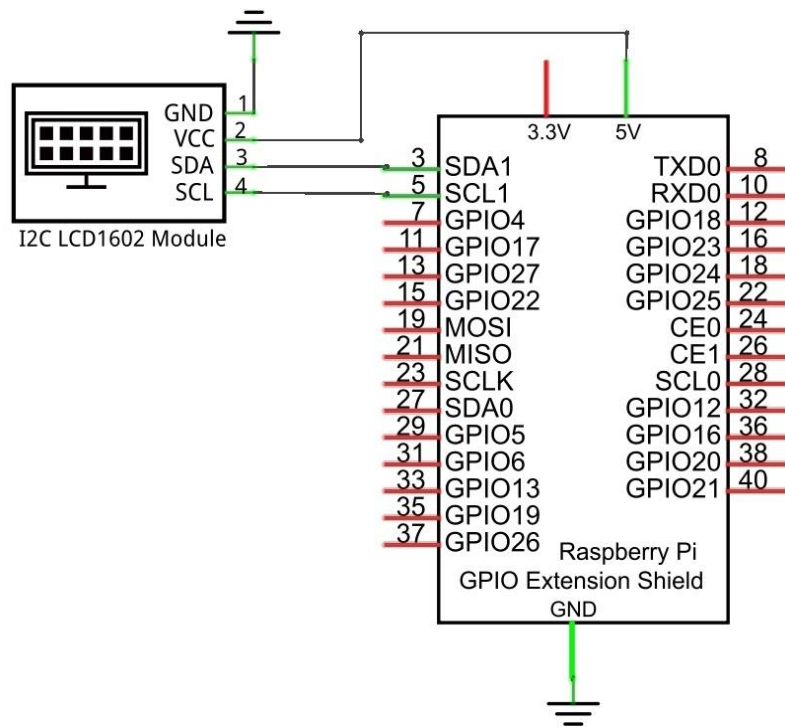 GND 1
VCC 2
SDA 3
SCL 4
I2C LCD1602 Module
3.3V 5V
3 SDA1 TXD0 8
5 SCL1 RXD0 10
7 GPIO4 GPIO18 12
11 GPIO17 GPIO23 16
13 GPIO27 GPIO24 18
15 GPIO22 GPIO25 22
19 MOSI CE0 24
21 MISO CE1 26
23 SCLK SCL0 28
27 SDA0 GPIO12 32
29 GPIO5 GPIO16 36
31 GPIO6 GPIO20 38
33 GPIO13 GPIO21 40
35 GPIO19
37 GPIO26
Raspberry Pi
GPIO Extension Shield
GND